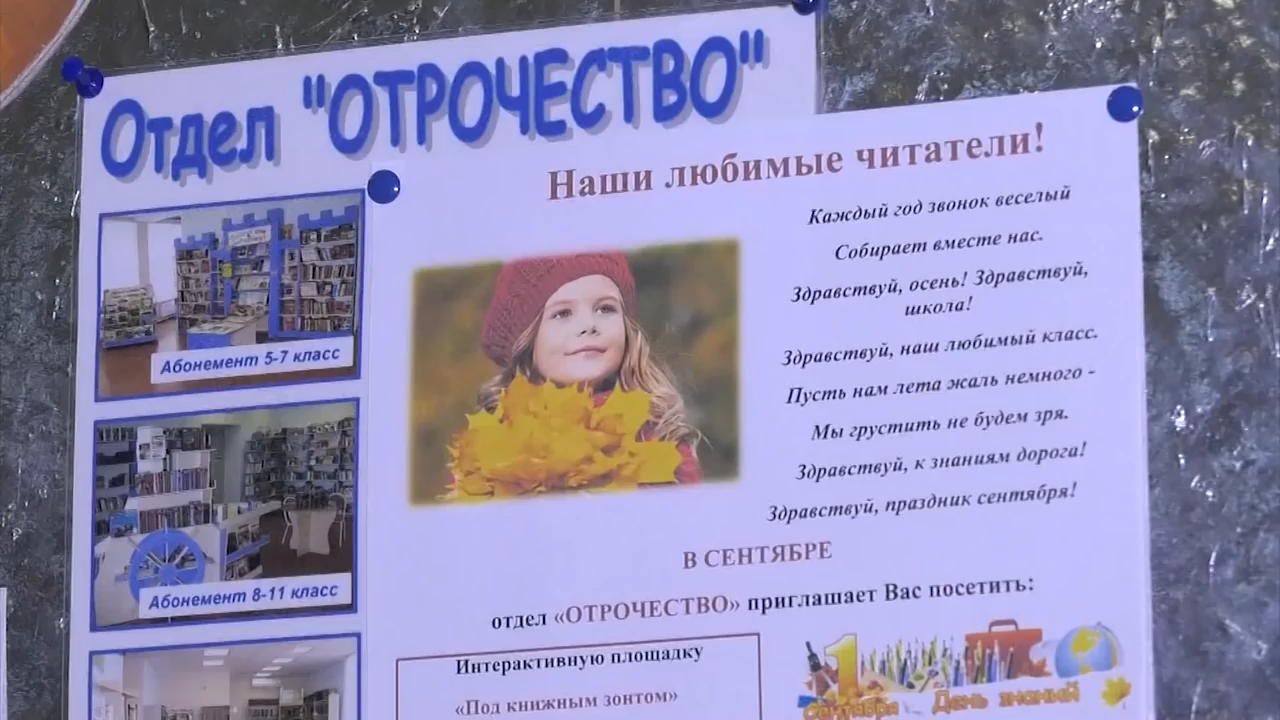 Отдел "ОТРОЧЕСТВО"
Абонемент 5-7 класс
Абонемент 8-11 класс
Наши любимые читатели!
Каждый год звонок веселый
Собирает вместе нас.
Здравствуй, осень! Здравствуй,
школа!
Здравствуй, наш любимый класс.
Пусть нам лета жаль немного -
Мы грустить не будем зря.
Здравствуй, к знаниям дорога!
Здравствуй, праздник сентября!
В СЕНТЯБРЕ
отдел «ОТРОЧЕСТВО» приглашает Вас посетить:
Интерактивную площадку
«Под книжным зонтом»
1
Сентября
День знаний